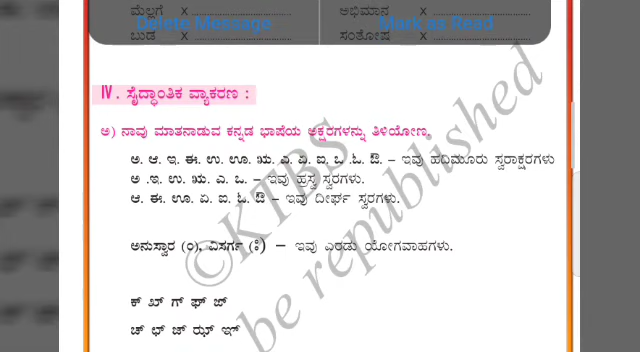 ಮೆಲ್ಲಗೆ x ............................... ಅಭಿಮಾನ x ...............................
Delete Message Mark as Read
ಬುಡ x ............................... ಸಂತೋಷ x ...............................
IV . ಸೈದ್ಧಾಂತಿಕ ವ್ಯಾಕರಣ :
ಅ) ನಾವು ಮಾತನಾಡುವ ಕನ್ನಡ ಭಾಷೆಯ ಅಕ್ಷರಗಳನ್ನು ತಿಳಿಯೋಣ.
ಅ. ಆ. ಇ. ಈ. ಉ. ಊ. ಋ. ಎ. ಏ. ಐ. ಒ .ಓ. ಔ. – ಇವು ಹದಿಮೂರು ಸ್ವರಾಕ್ಷರಗಳು
ಅ .ಇ. ಉ. ಋ. ಎ. ಒ. – ಇವು ಹ್ರಸ್ವ ಸ್ವರಗಳು.
ಆ. ಈ. ಊ. ಏ. ಐ. ಓ. ಔ – ಇವು ದೀರ್ಘ ಸ್ವರಗಳು.
ಅನುಸ್ವಾರ (ಂ), ವಿಸರ್ಗ (ಃ) – ಇವು ಎರಡು ಯೋಗವಾಹಗಳು.
ಕ್ ಖ್ ಗ್ ಘ್ ಙ್
ಚ್ ಛ್ ಜ್ ಝ್ ಞ್
©KTBS
be republished